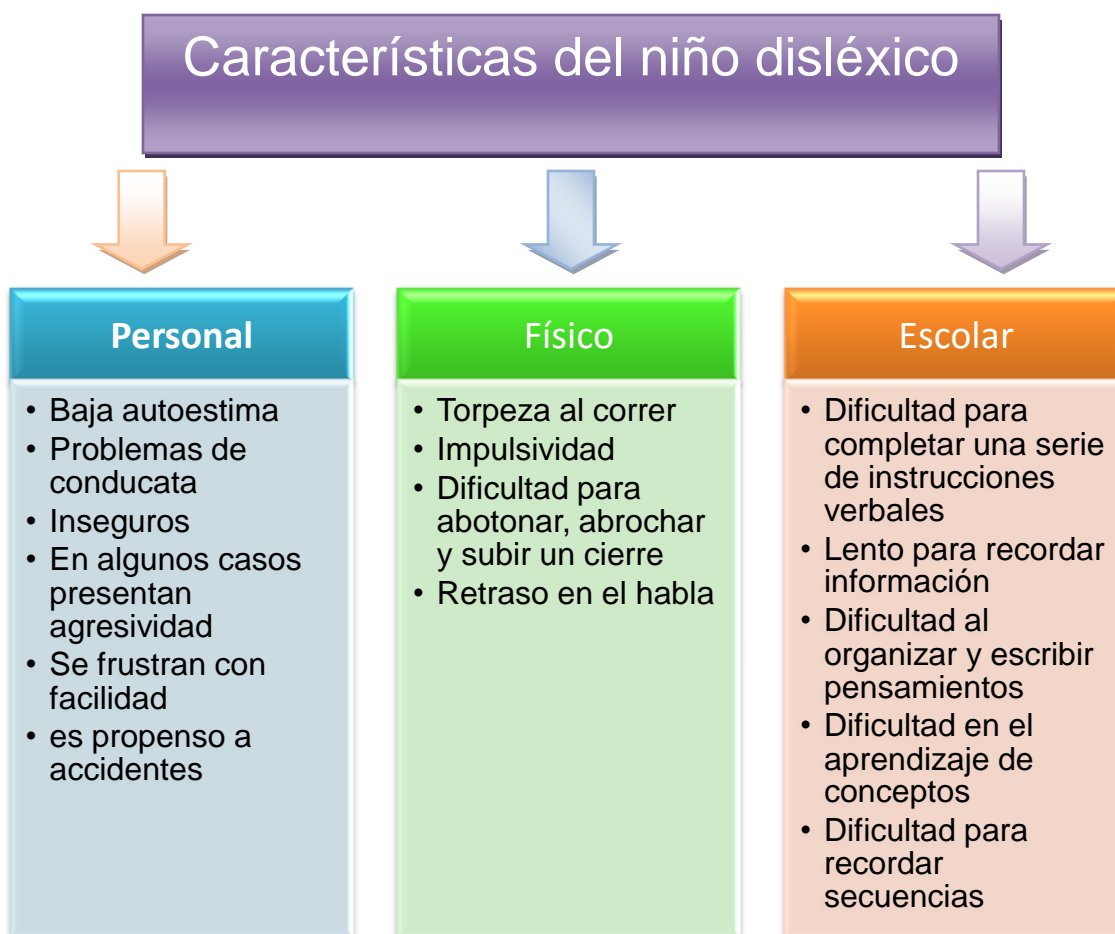 Características del niño disléxico
Personal
• Baja autoestima
• Problemas de
conducata
• Inseguros
• En algunos casos
presentan
agresividad
• Se frustran con
facilidad
• es propenso a
accidentes
Físico
• Torpeza al correr
• Impulsividad
• Dificultad para
abotonar, abrochar
y subir un cierre
• Retraso en el habla
Escolar
• Dificultad para
completar una serie
de instrucciones
verbales
• Lento para recordar
información
• Dificultad al
organizar y escribir
pensamientos
• Dificultad en el
aprendizaje de
conceptos
• Dificultad para
recordar
secuencias